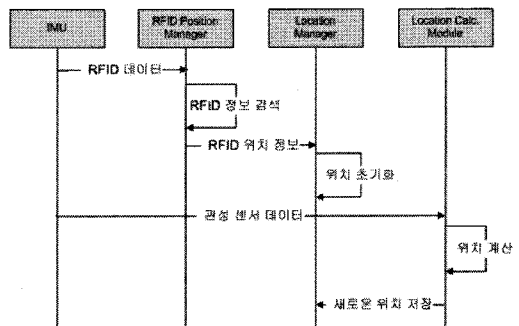 IMU
RFID Position
Manager
Location
Manager
Location Calc.
Module
RFID 데이터
RFID 정보 검색
RFID 위치 정보
위치 초기화
관성 센서 데이터
위치 계산
새로운 위치 저장